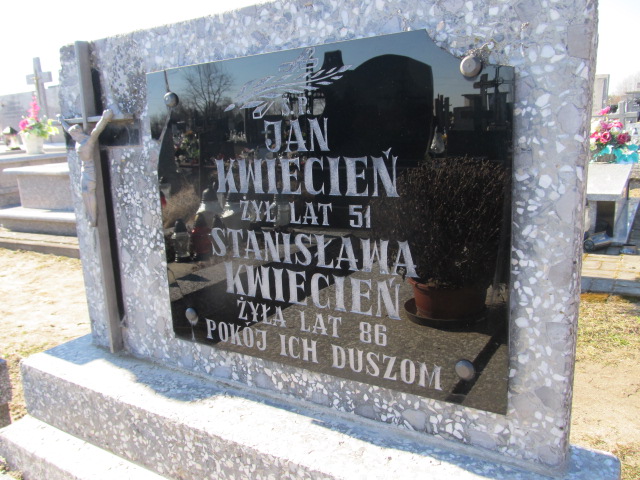 Ś.P.
JAN
KWIECIEŃ
ŻYŁ LAT 51
STANISŁAWA
KWIECIEŃ
ŻYŁA LAT 86
POKÓJ ICH DUSZOM